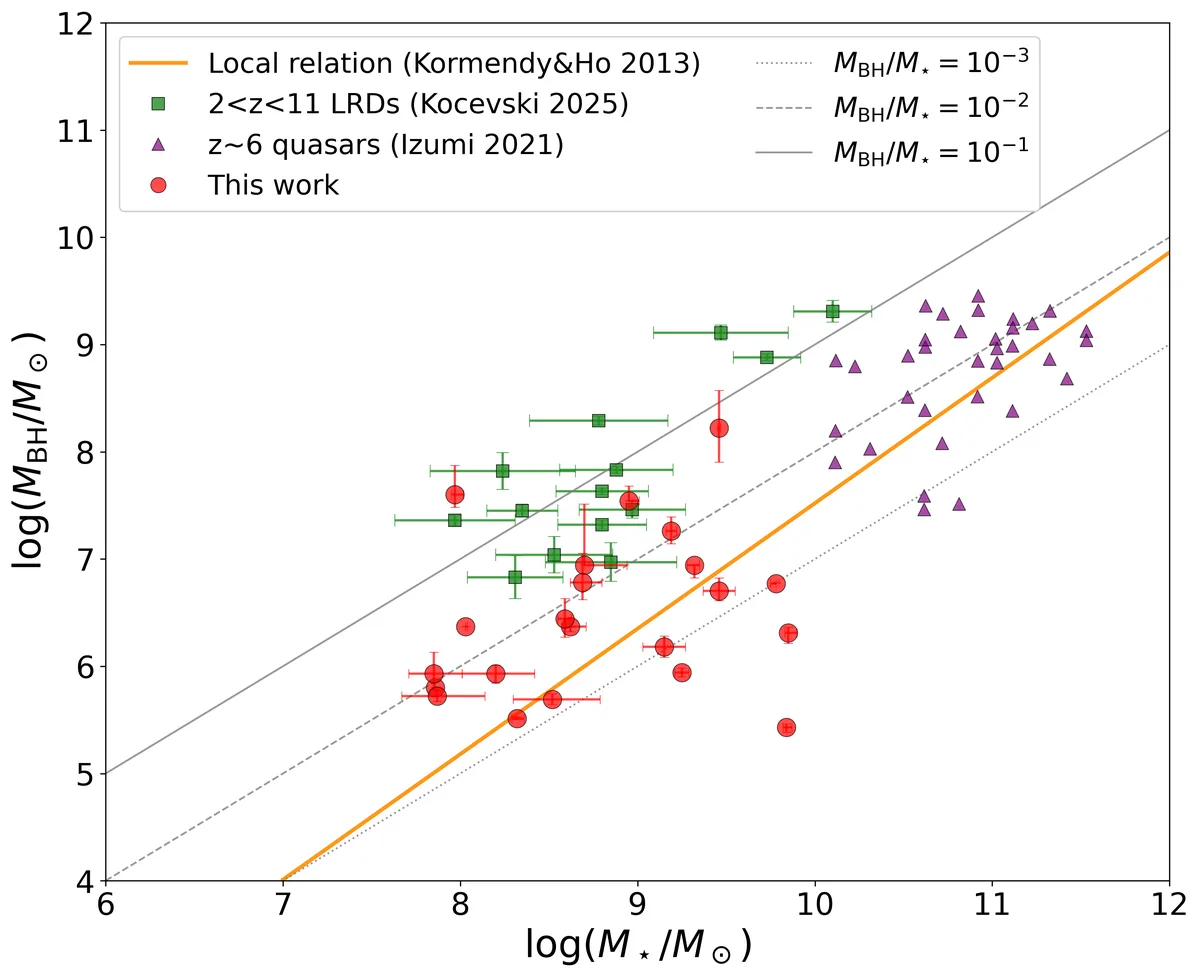 Local relation (Kormendy&Ho 2013)
2<z<11 LRDs (Kocevski 2025)
z~6 quasars (Izumi 2021)
This work
M_BH/M_⋆ = 10^−3
M_BH/M_⋆ = 10^−2
M_BH/M_⋆ = 10^−1
12
11
10
9
8
7
6
5
4
log(M_BH/M_⊙)
6 7 8 9 10 11 12
log(M_⋆/M_⊙)